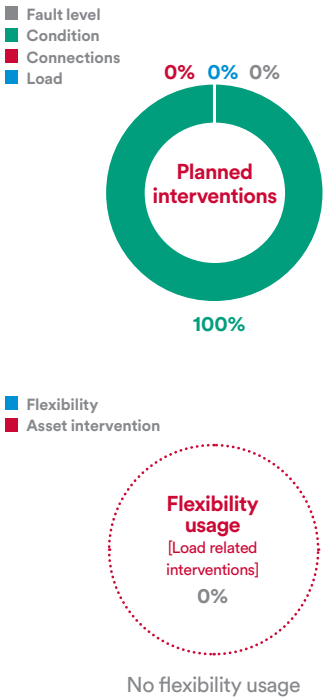 Fault level
Condition
Connections
Load
0% 0% 0%
Planned
interventions
100%
Flexibility
Asset intervention
Flexibility
usage
[Load related
interventions]
0%
No flexibility usage